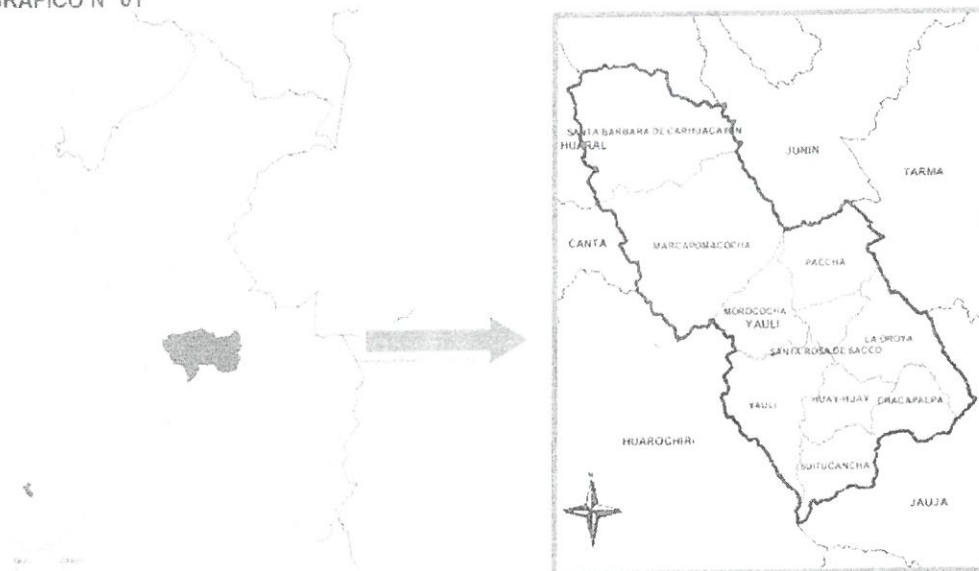 GRÁFICO N° 01
SANTA BARBARA DE CARHUACAYAN
HUARAL
JUNIN
TARMA
CANTA
MARCAPOMACOCHA
PACCHA
MOROCOCHA
YAULI
LA OROYA
SANTA ROSA DE SACCO
YAULI
HUAY-HUAY
CHACAPALPA
HUAROCHIRI
SUITUCANCHA
N
JAUJA